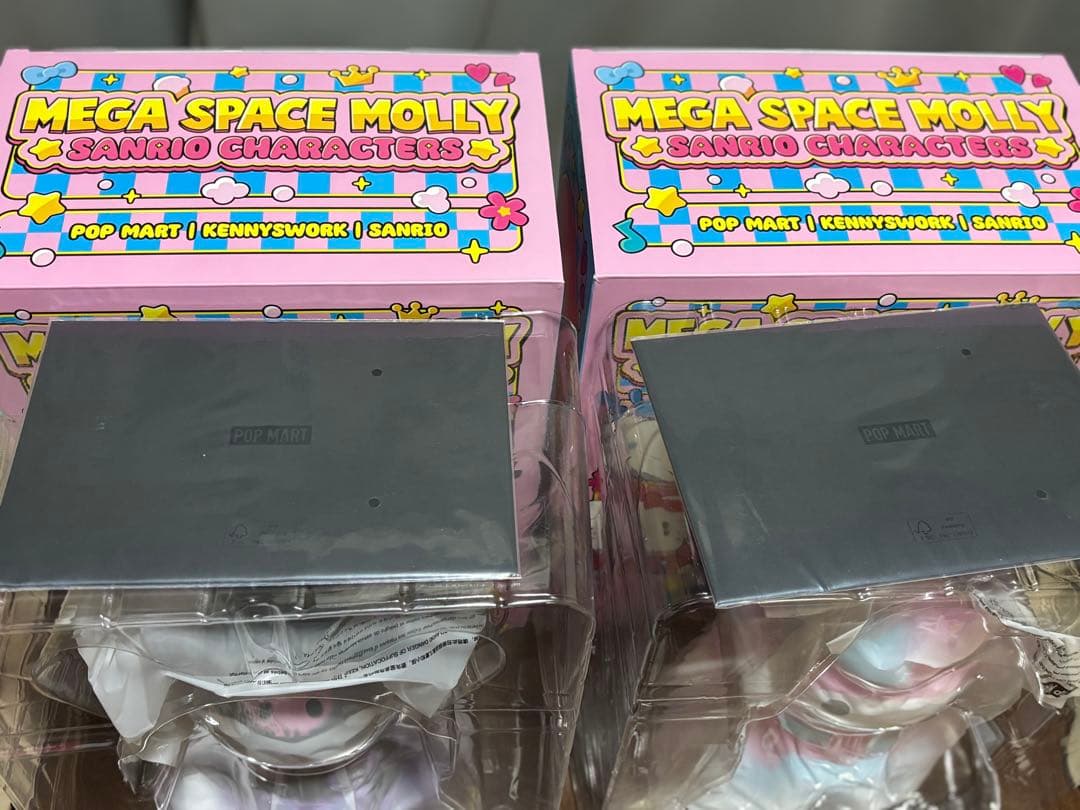 MEGA SPACE MOLLY
SANRIO CHARACTERS
POP MART | KENNYSWORK | SANRIO
MEGA SPACE MOLLY
SANRIO CHARACTERS
POP MART | KENNYSWORK | SANRIO
POP MART
POP MART